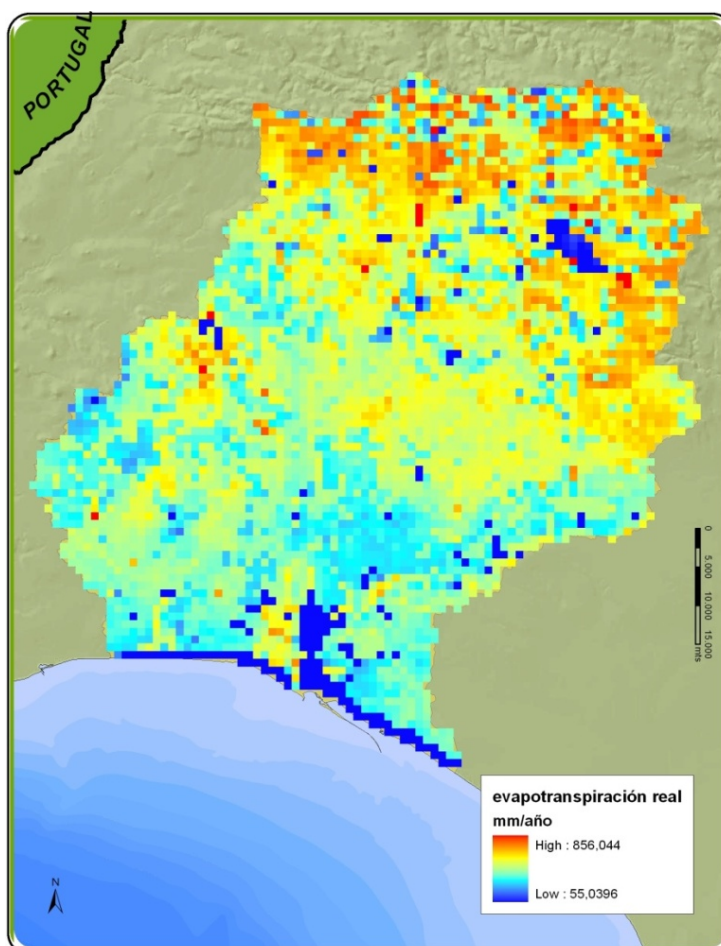 PORTUGAL
0
5.000
10.000
15.000
mts
evapotranspiración real
mm/año
High : 856,044
Low : 55,0396
N